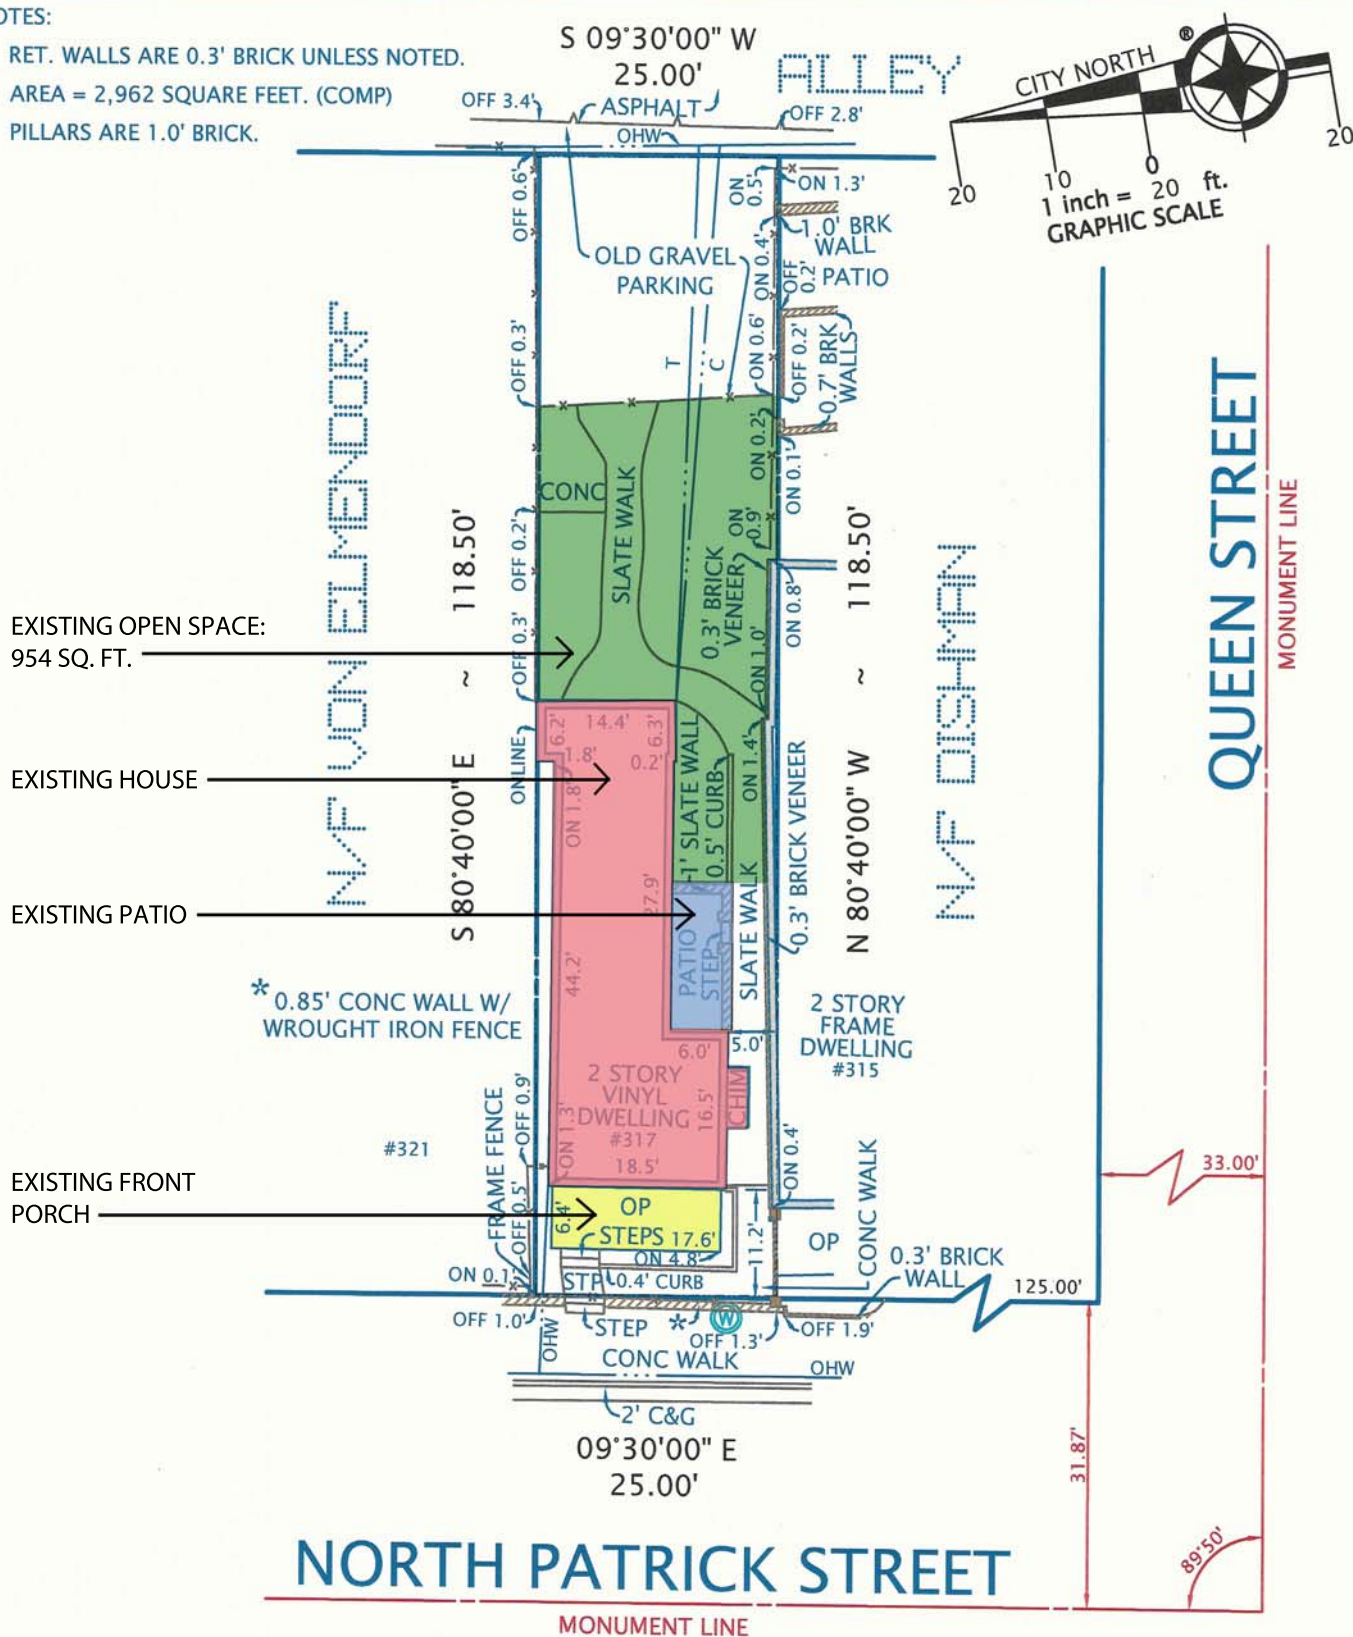 OTES:
RET. WALLS ARE 0.3' BRICK UNLESS NOTED.
AREA = 2,962 SQUARE FEET. (COMP)
PILLARS ARE 1.0' BRICK.
S 09°30'00" W
25.00'
ALLEY
CITY NORTH
®
20
10
0
20
1 inch = 20 ft.
GRAPHIC SCALE
OFF 3.4'
ASPHALT
OFF 2.8'
OHW
OFF 0.6'
ON 0.5'
ON 1.3'
1.0' BRK
WALL
ON 0.4'
OFF 0.2'
PATIO
OLD GRAVEL
PARKING
OFF 0.3'
T
C
ON 0.6'
OFF 0.2'
0.7' BRK
WALLS
ON 0.2'
ON 0.1'
CONC
SLATE WALK
OFF 0.2'
ON 0.9'
0.3' BRICK
VENEER
ON 0.8'
OFF 0.3'
ON 1.0'
N/F VON ELMENDORF
118.50'
~
S 80°40'00" E
118.50'
~
N 80°40'00" W
N/F DISHMAN
QUEEN STREET
MONUMENT LINE
EXISTING OPEN SPACE:
954 SQ. FT.
EXISTING HOUSE
EXISTING PATIO
EXISTING FRONT
PORCH
ONLINE
6.2'
14.4'
6.3'
1.8'
0.2'
ON 1.8'
1' SLATE WALL
0.5' CURB
ON 1.4'
0.3' BRICK VENEER
27.9'
44.2'
PATIO
STEP
SLATE WALK
* 0.85' CONC WALL W/
WROUGHT IRON FENCE
6.0'
5.0'
2 STORY
FRAME
DWELLING
#315
2 STORY
VINYL
DWELLING
#317
16.5'
CHIM
18.5'
ON 1.3'
#321
FRAME FENCE
OFF 0.9'
OFF 0.5'
ON 0.4'
CONC WALK
33.00'
OP
6.4'
STEPS 17.6'
ON 4.8'
11.2'
OP
0.3' BRICK
WALL
ON 0.1'
STP
0.4' CURB
125.00'
OFF 1.0'
STEP
*
W
OFF 1.3'
OFF 1.9'
OHW
CONC WALK
OHW
2' C&G
09°30'00" E
25.00'
31.87'
89°50'
NORTH PATRICK STREET
MONUMENT LINE